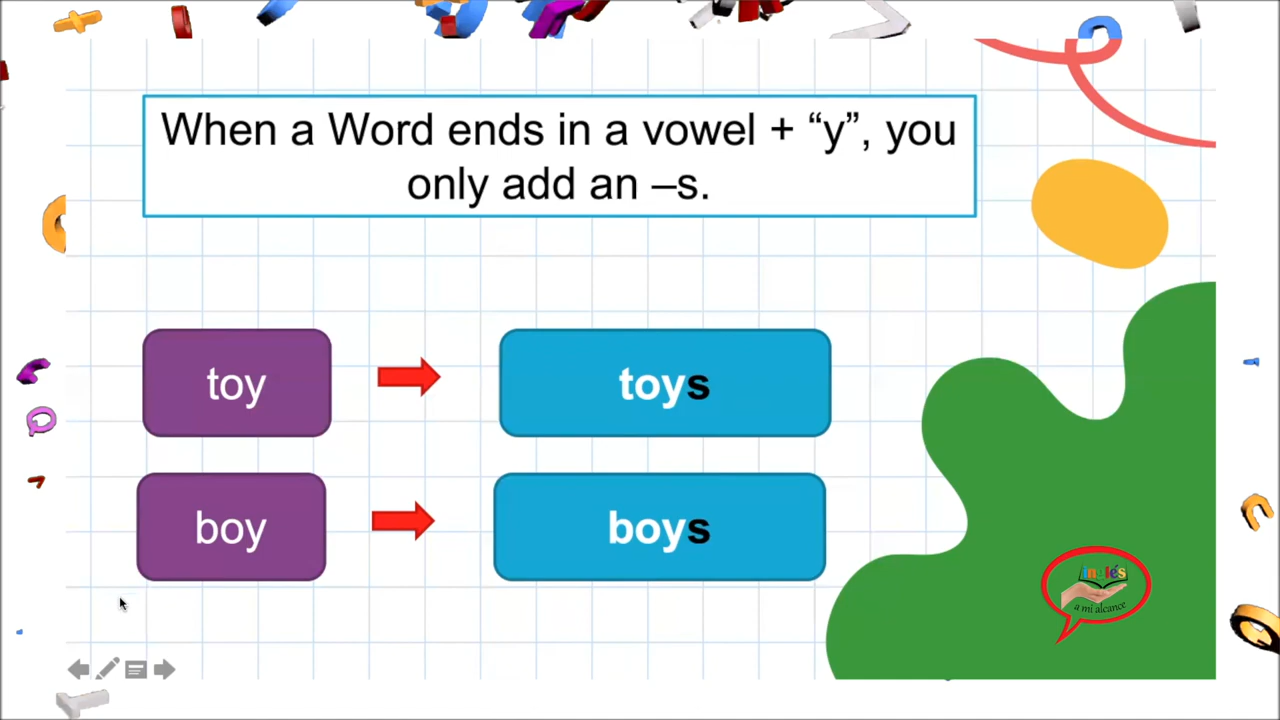 When a Word ends in a vowel + “y”, you
only add an –s.
toy
toys
boy
boys
inglés
a mi alcance